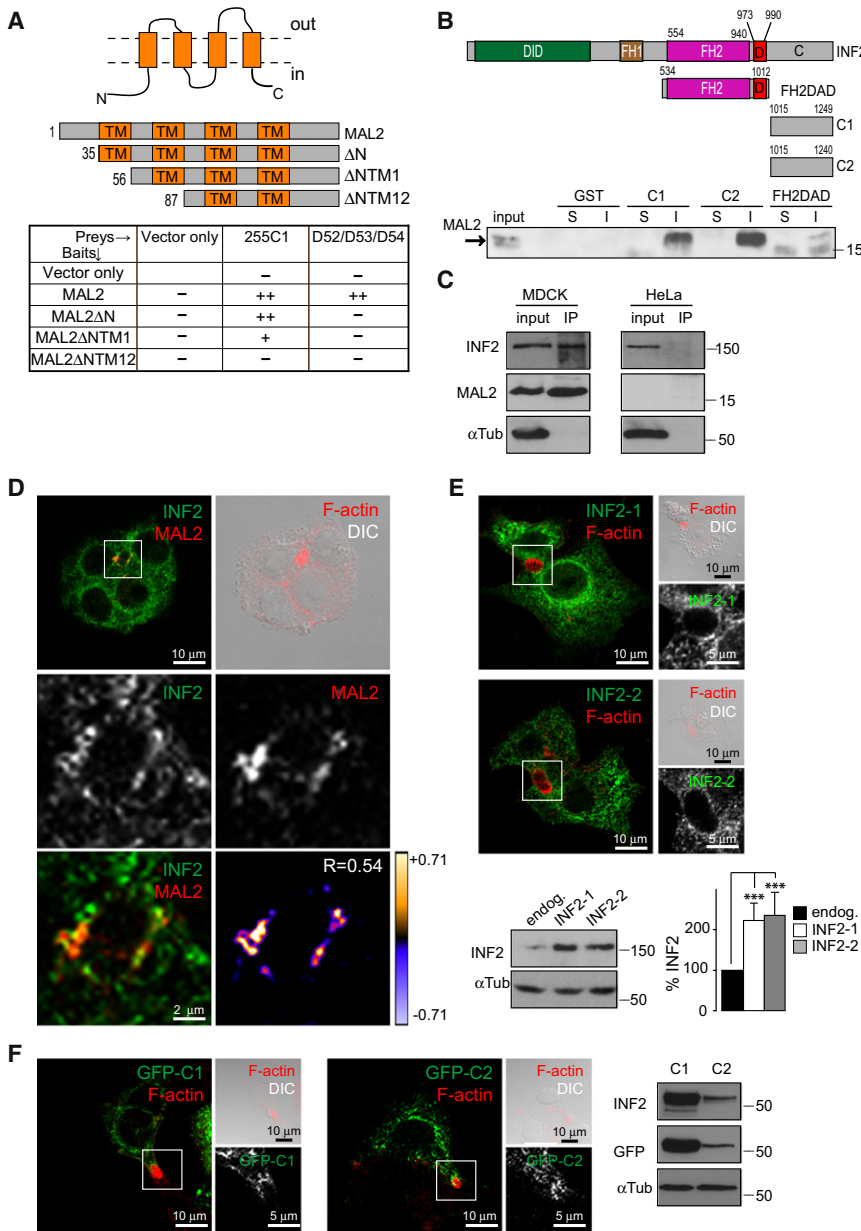 A
out
in
N
C
1 TM TM TM TM MAL2
35 TM TM TM TM ΔN
56 TM TM TM ΔNTM1
87 TM TM ΔNTM12
Preys→ Vector only 255C1 D52/D53/D54
Baits↓
Vector only – –
MAL2 – ++ ++
MAL2ΔN – ++ –
MAL2ΔNTM1 – + –
MAL2ΔNTM12 – – –
B
973 990
554 940
DID FH1 FH2 D C INF2
534 1012
FH2 D FH2DAD
1015 1249
C1
1015 1240
C2
GST C1 C2 FH2DAD
MAL2 input S I S I S I S I
15
C
MDCK HeLa
input IP input IP
INF2 150
MAL2 15
αTub 50
D
INF2
MAL2
10 μm
F-actin
DIC
INF2
MAL2
INF2
MAL2
2 μm
R=0.54
+0.71
-0.71
E
INF2-1
F-actin
10 μm
F-actin
DIC
10 μm
INF2-1
5 μm
INF2-2
F-actin
10 μm
F-actin
DIC
10 μm
INF2-2
5 μm
endog. INF2-1 INF2-2
INF2 150
αTub 50
% INF2
200
100
0
*** ***
endog.
INF2-1
INF2-2
F
GFP-C1
F-actin
10 μm
F-actin
DIC
10 μm
GFP-C1
5 μm
GFP-C2
F-actin
10 μm
F-actin
DIC
10 μm
GFP-C2
5 μm
C1 C2
INF2 50
GFP 50
αTub 50